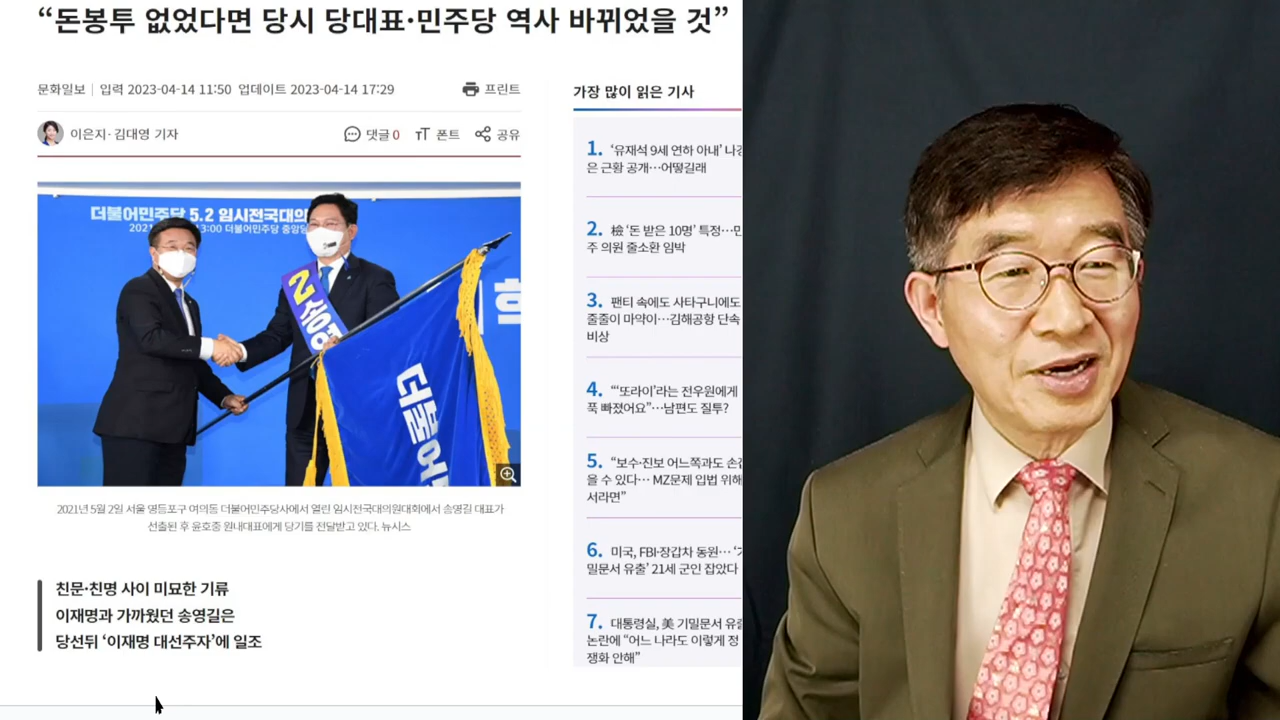 “돈봉투 없었다면 당시 당대표·민주당 역사 바뀌었을 것”
문화일보 | 입력 2023-04-14 11:50 업데이트 2023-04-14 17:29
프린트
이은지·김대영 기자
댓글 0
폰트
공유
더불어민주당 5.2 임시전국대의
더불어민주당 중앙당
2
더불어
2021년 5월 2일 서울 영등포구 여의도 더불어민주당사에서 열린 임시전국대의원대회에서 송영길 대표가
선출된 후 윤호중 원내대표에게 당기를 전달받고 있다. 뉴시스
친문·친명 사이 미묘한 기류
이재명과 가까웠던 송영길은
당선뒤 ‘이재명 대선주자’에 일조
가장 많이 읽은 기사
1. ‘유재석 9세 연하 아내’ 나경
은 근황 공개…어떻길래
2. 檢 ‘돈 받은 10명’ 특정…민
주 의원 줄소환 임박
3. 팬티 속에도 사타구니에도
줄줄이 마약이…김해공항 단속
비상
4. “‘또라이’라는 전우원에게
푹 빠졌어요”…남편도 질투?
5. “보수·진보 어느쪽과도 손잡
을 수 있다… MZ문제 입법 위해
서라면”
6. 미국, FBI·장갑차 동원… ‘기
밀문서 유출’ 21세 군인 잡았다
7. 대통령실, 美 기밀문서 유출
논란에 “어느 나라도 이렇게 정
쟁화 안해”